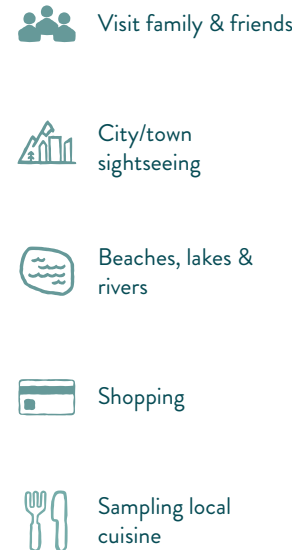 Visit family & friends
City/town
sightseeing
Beaches, lakes &
rivers
Shopping
Sampling local
cuisine